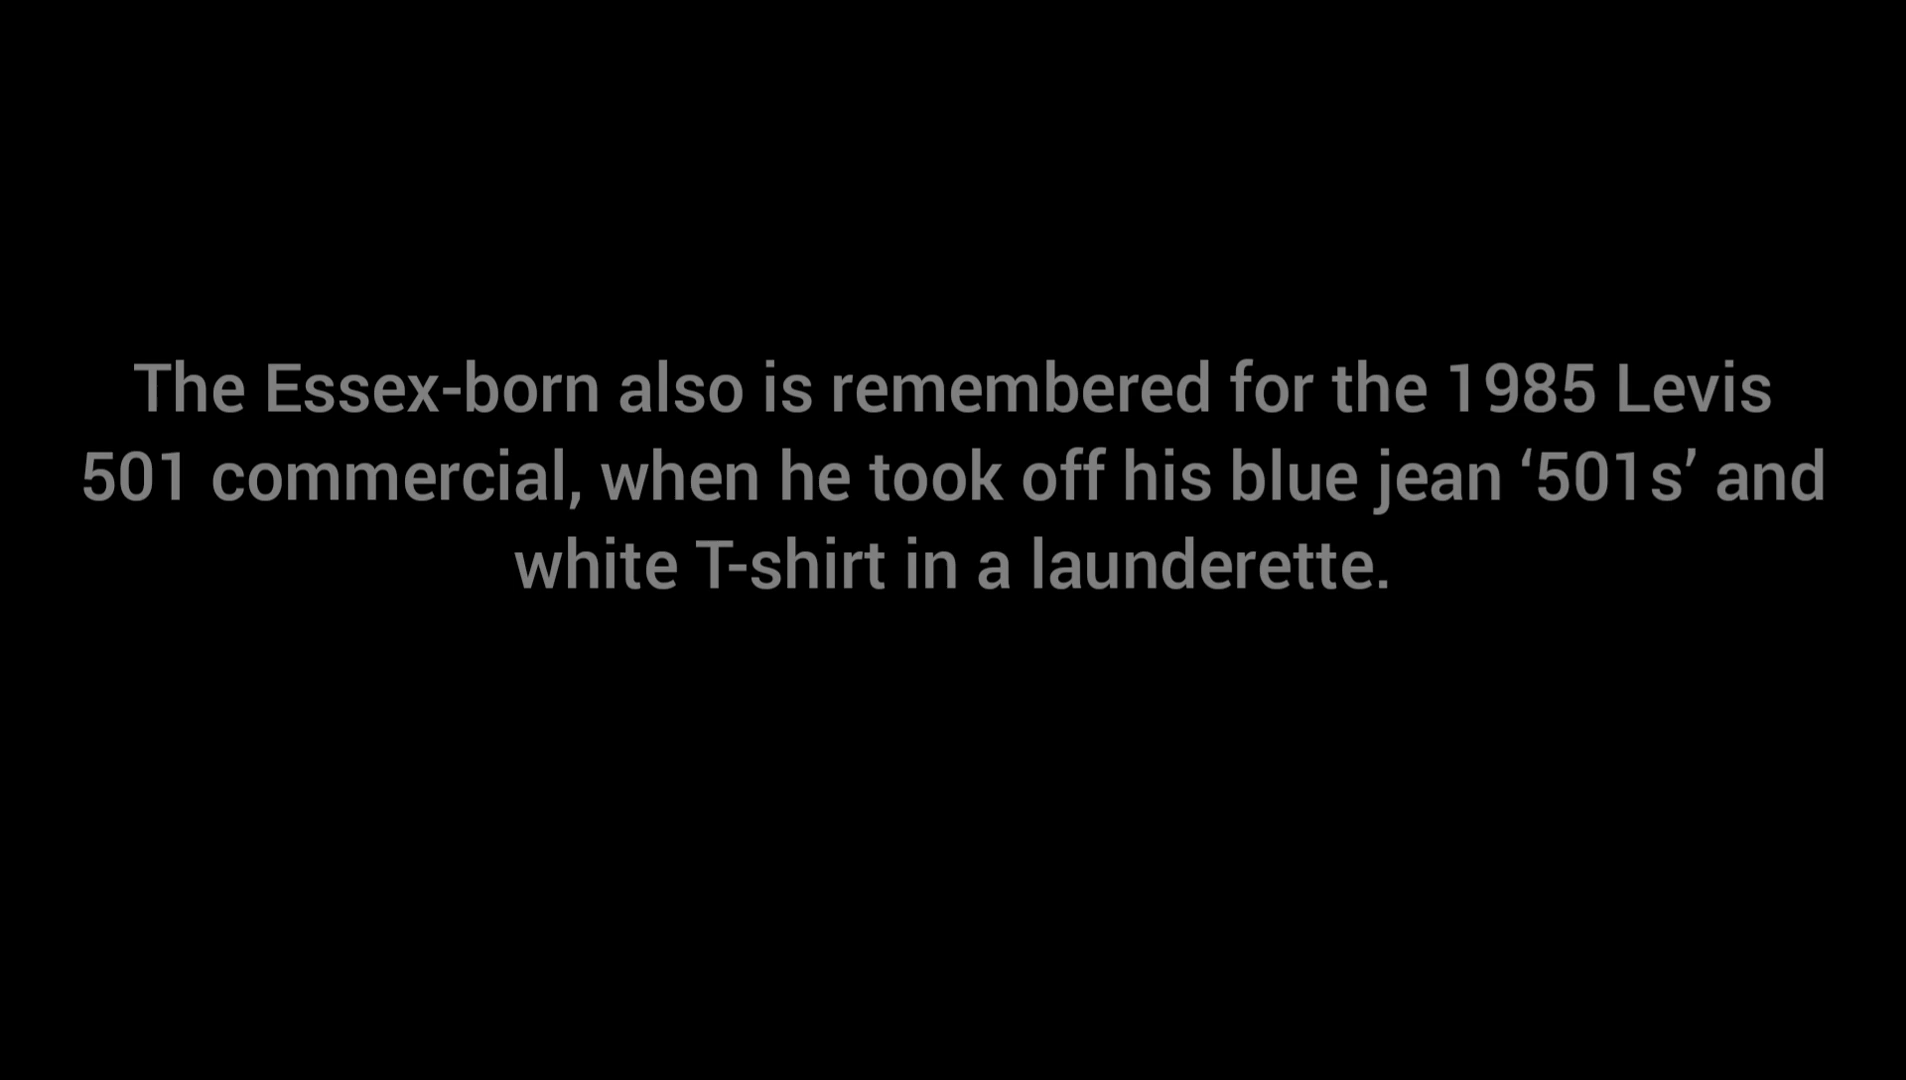 The Essex-born also is remembered for the 1985 Levis
501 commercial, when he took off his blue jean ‘501s’ and
white T-shirt in a launderette.